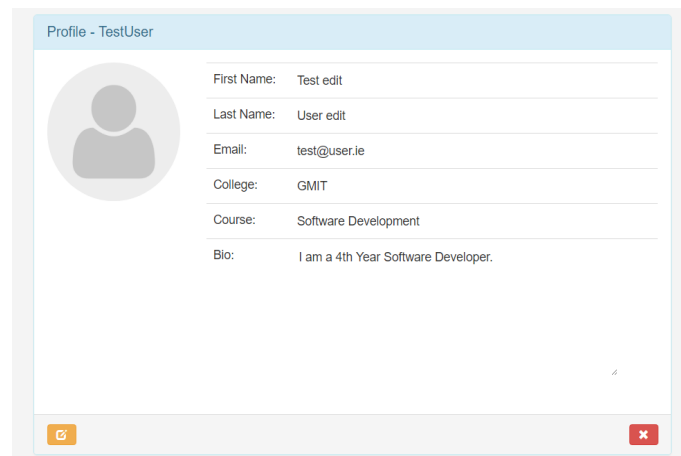 Profile - TestUser
First Name: Test edit
Last Name: User edit
Email: test@user.ie
College: GMIT
Course: Software Development
Bio: I am a 4th Year Software Developer.